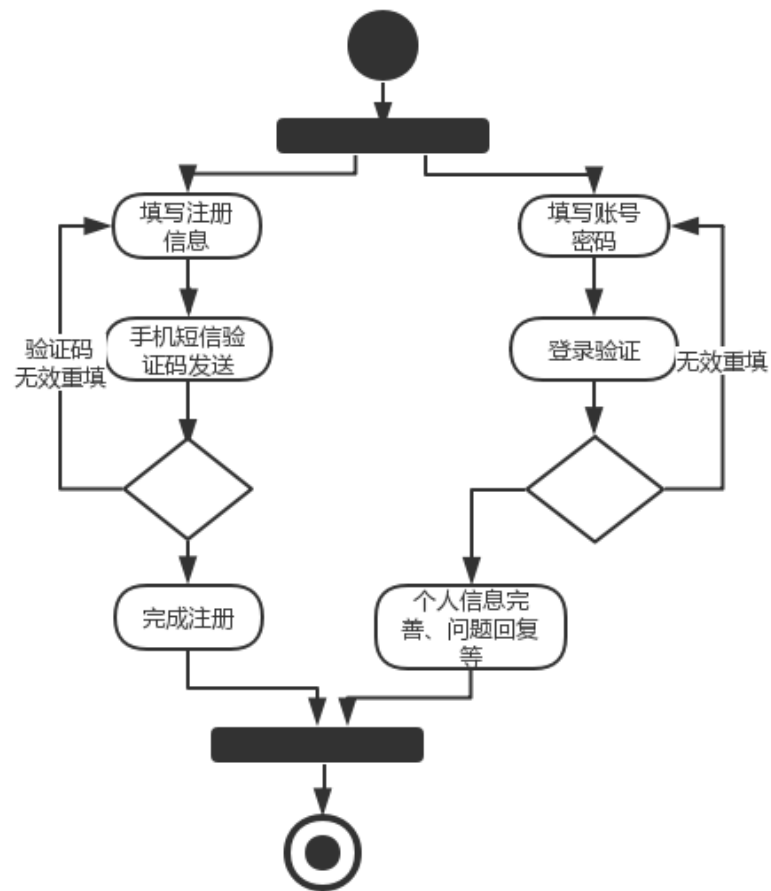 填写注册
信息
填写账号
密码
手机短信验
证码发送
登录验证
验证码
无效重填
无效重填
完成注册
个人信息完
善、问题回复
等